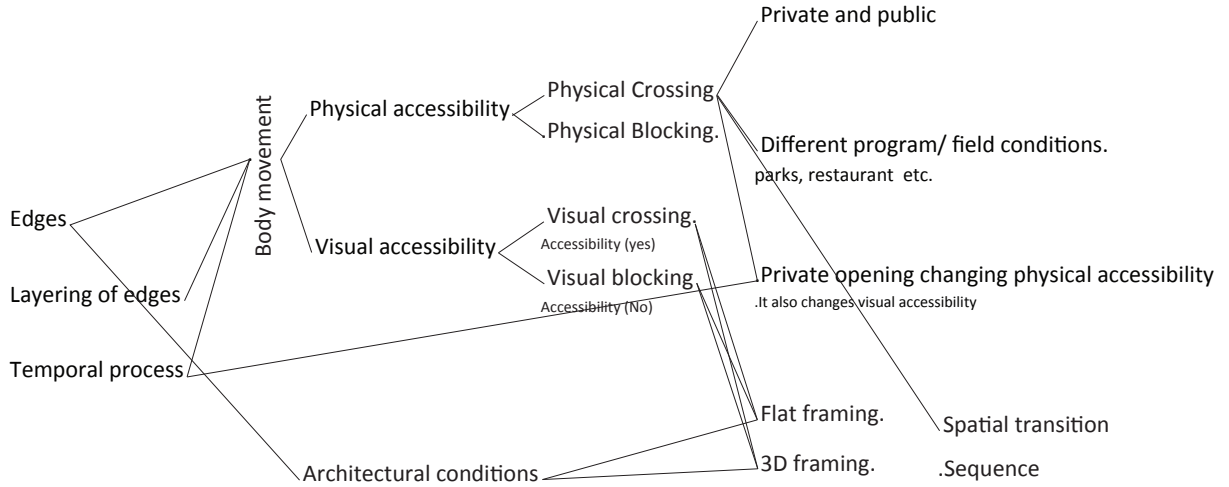 Private and public
Physical Crossing
Physical accessibility
Physical Blocking.
Body movement
Different program/ field conditions.
parks, restaurant etc.
Edges
Visual crossing.
Accessibility (yes)
Visual accessibility
Visual blocking
Accessibility (No)
Private opening changing physical accessibility
.It also changes visual accessibility
Layering of edges
Temporal process
Flat framing.
Spatial transition
Architectural conditions
3D framing.
.Sequence